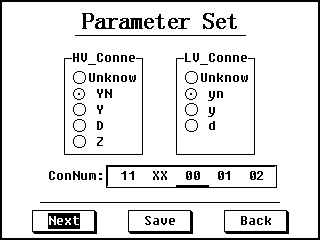 Parameter Set
HV_Conne
Unknow
YN
Y
D
Z
LV_Conne
Unknow
yn
y
d
ConNum: 11 XX 00 01 02
Next Save Back